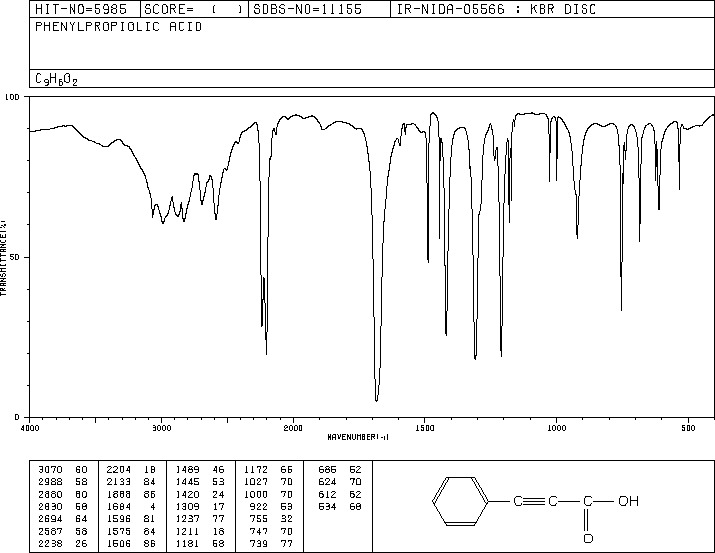 HIT-NO=5985 SCORE= ( ) SDBS-NO=11155 IR-NIDA-05566 : KBR DISC
PHENYLPROPIOLIC ACID
C9H6O2
100
50
0
TRANSMITTANCE(%)
4000 3000 2000 1500 1000 500
WAVENUMBER(-1)
3070 60 2204 18 1489 46 1172 66 686 52
2988 58 2133 84 1445 53 1027 70 624 70
2880 60 1888 86 1420 24 1000 70 612 62
2830 58 1684 4 1309 17 922 53 534 68
2694 64 1596 81 1237 77 755 32
2587 58 1575 84 1211 18 747 70
2238 26 1506 86 1181 58 739 77
C C C OH
O